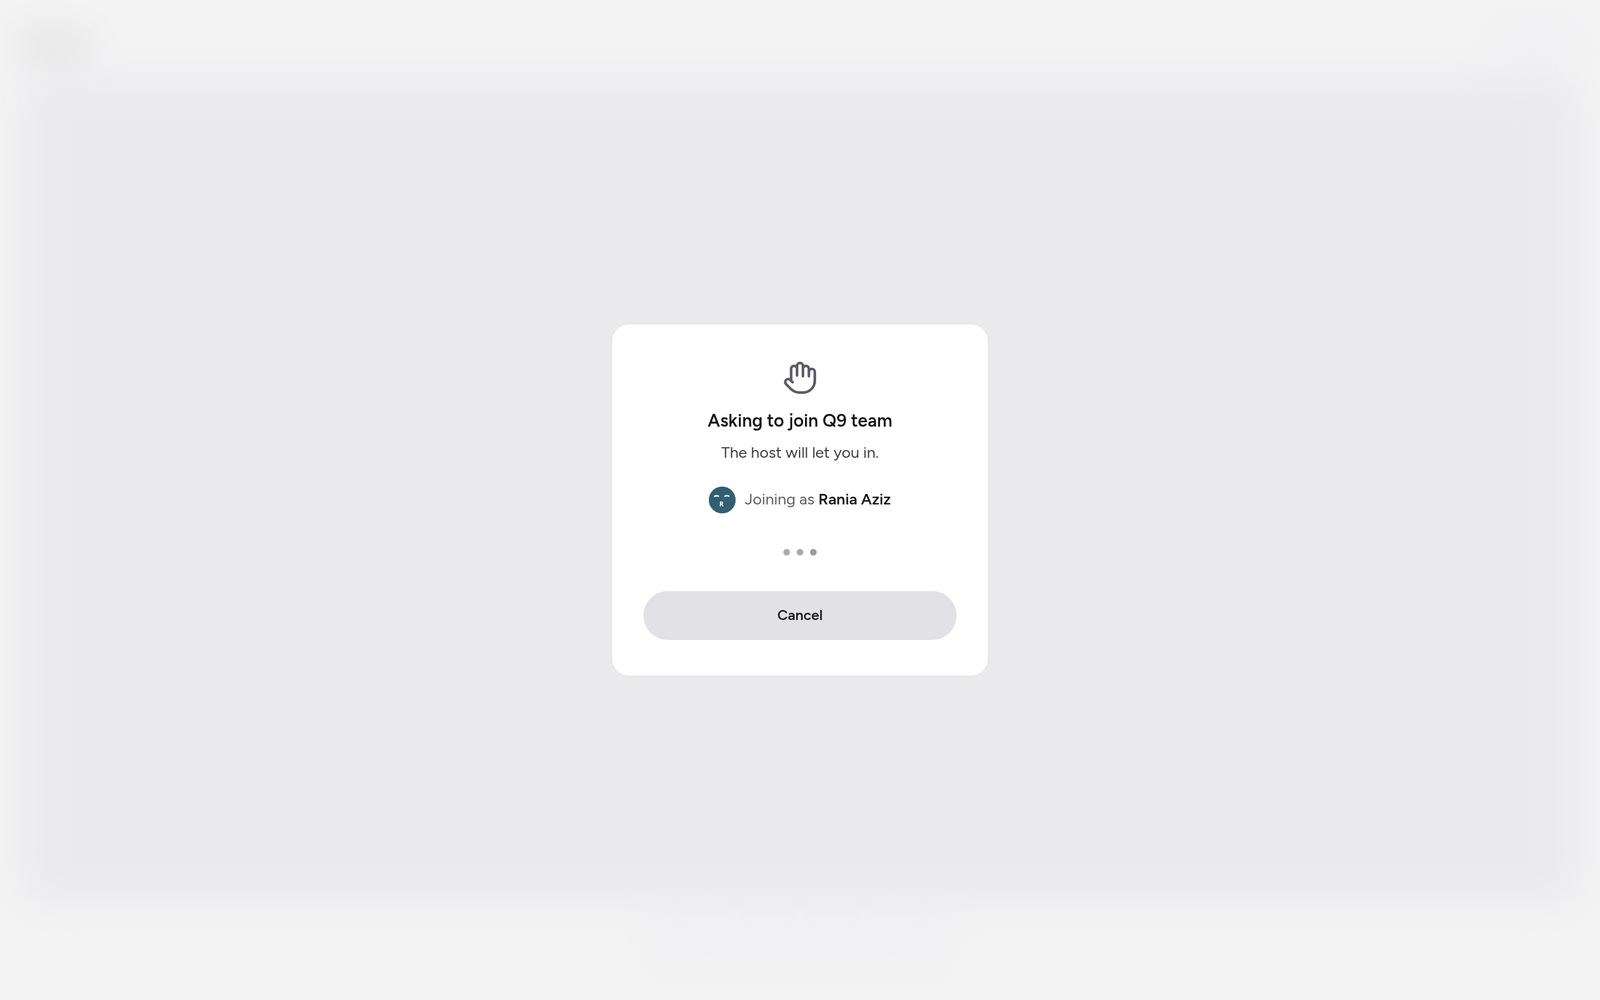 Asking to join Q9 team
The host will let you in.
R
Joining as Rania Aziz
Cancel